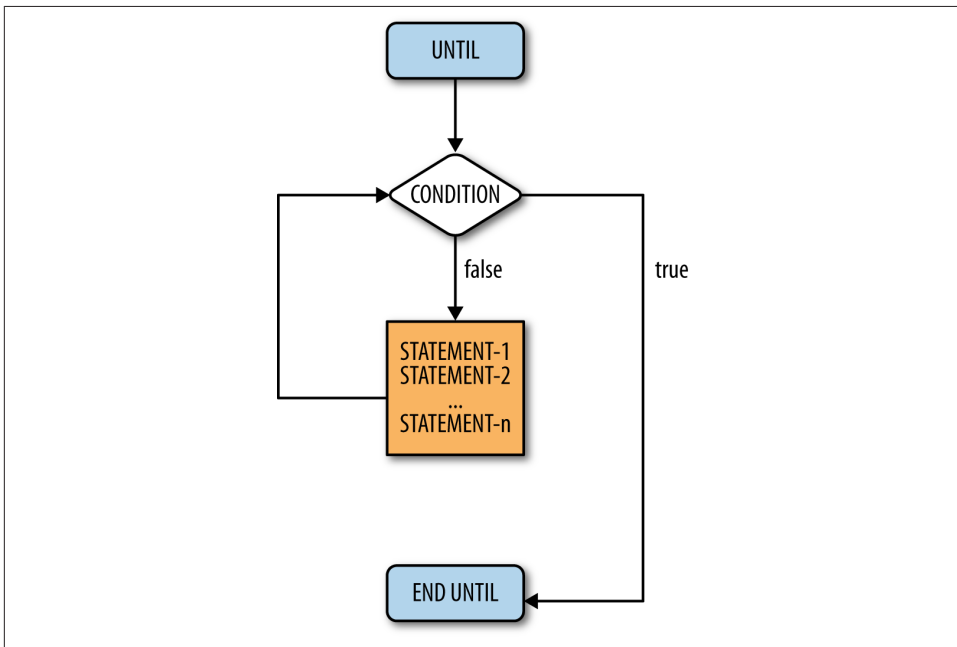 UNTIL
CONDITION
false
true
STATEMENT-1
STATEMENT-2
...
STATEMENT-n
END UNTIL